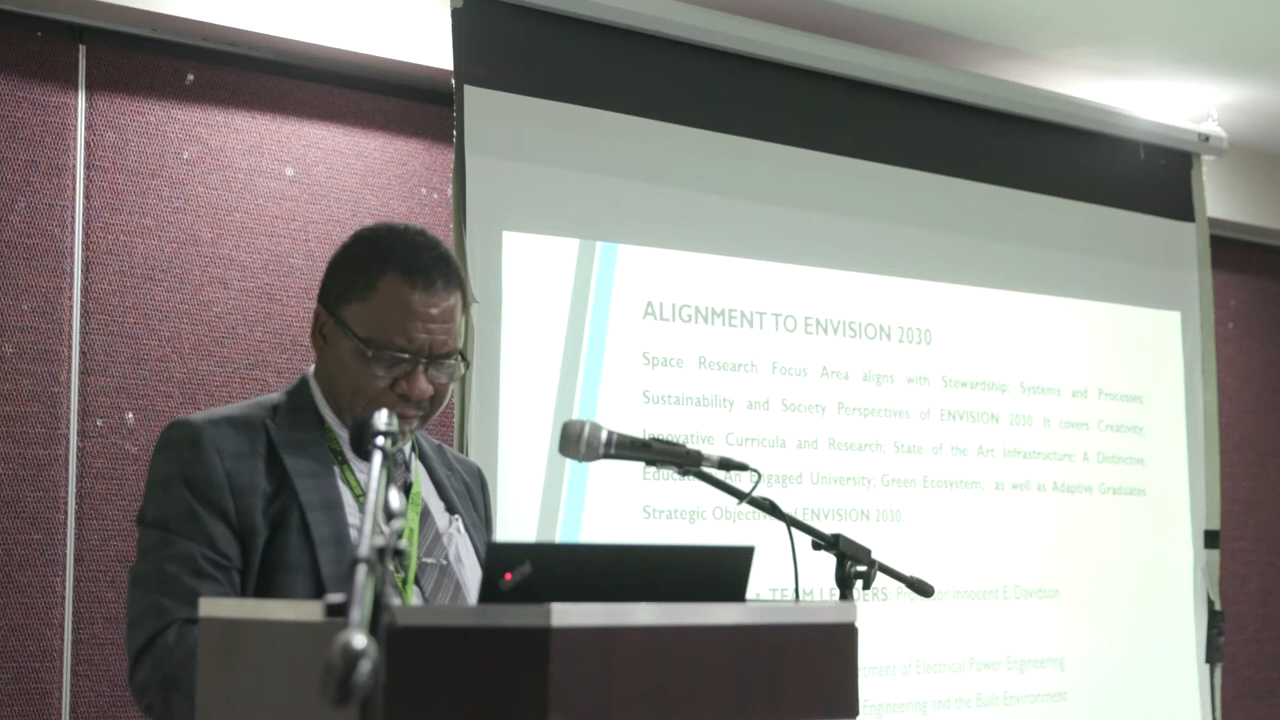 ALIGNMENT TO ENVISION 2030
Space Research Focus Area aligns with Stewardship; Systems and Processes;
Sustainability and Society Perspectives of ENVISION 2030. It covers Creativity;
Innovative Curricula and Research; State of the Art Infrastructure; A Distinctive
Education; An Engaged University; Green Ecosystem; as well as Adaptive Graduates
Strategic Objective of ENVISION 2030.
• TEAM LEADERS: Professor Innocent E. Davidson
of Electrical Power Engineering
Engineering and the Built Environment